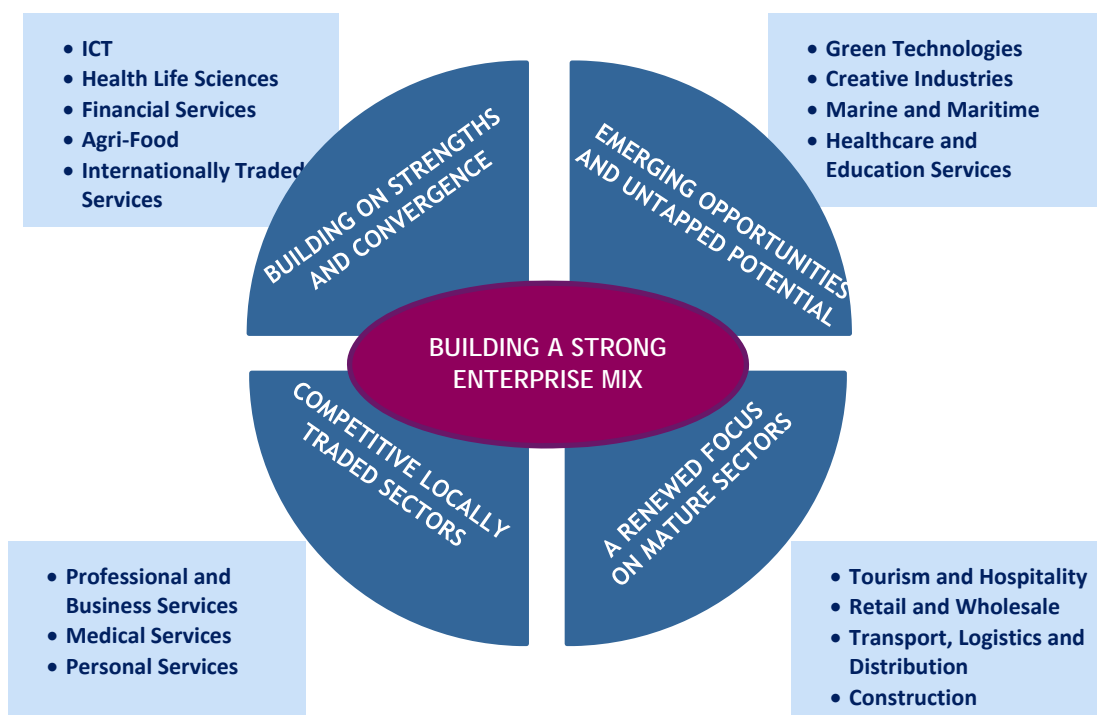 • ICT
• Health Life Sciences
• Financial Services
• Agri-Food
• Internationally Traded
Services
• Green Technologies
• Creative Industries
• Marine and Maritime
• Healthcare and
Education Services
BUILDING ON STRENGTHS
AND CONVERGENCE
EMERGING OPPORTUNITIES
AND UNTAPPED POTENTIAL
BUILDING A STRONG
ENTERPRISE MIX
COMPETITIVE LOCALLY
TRADED SECTORS
A RENEWED FOCUS
ON MATURE SECTORS
• Professional and
Business Services
• Medical Services
• Personal Services
• Tourism and Hospitality
• Retail and Wholesale
• Transport, Logistics and
Distribution
• Construction